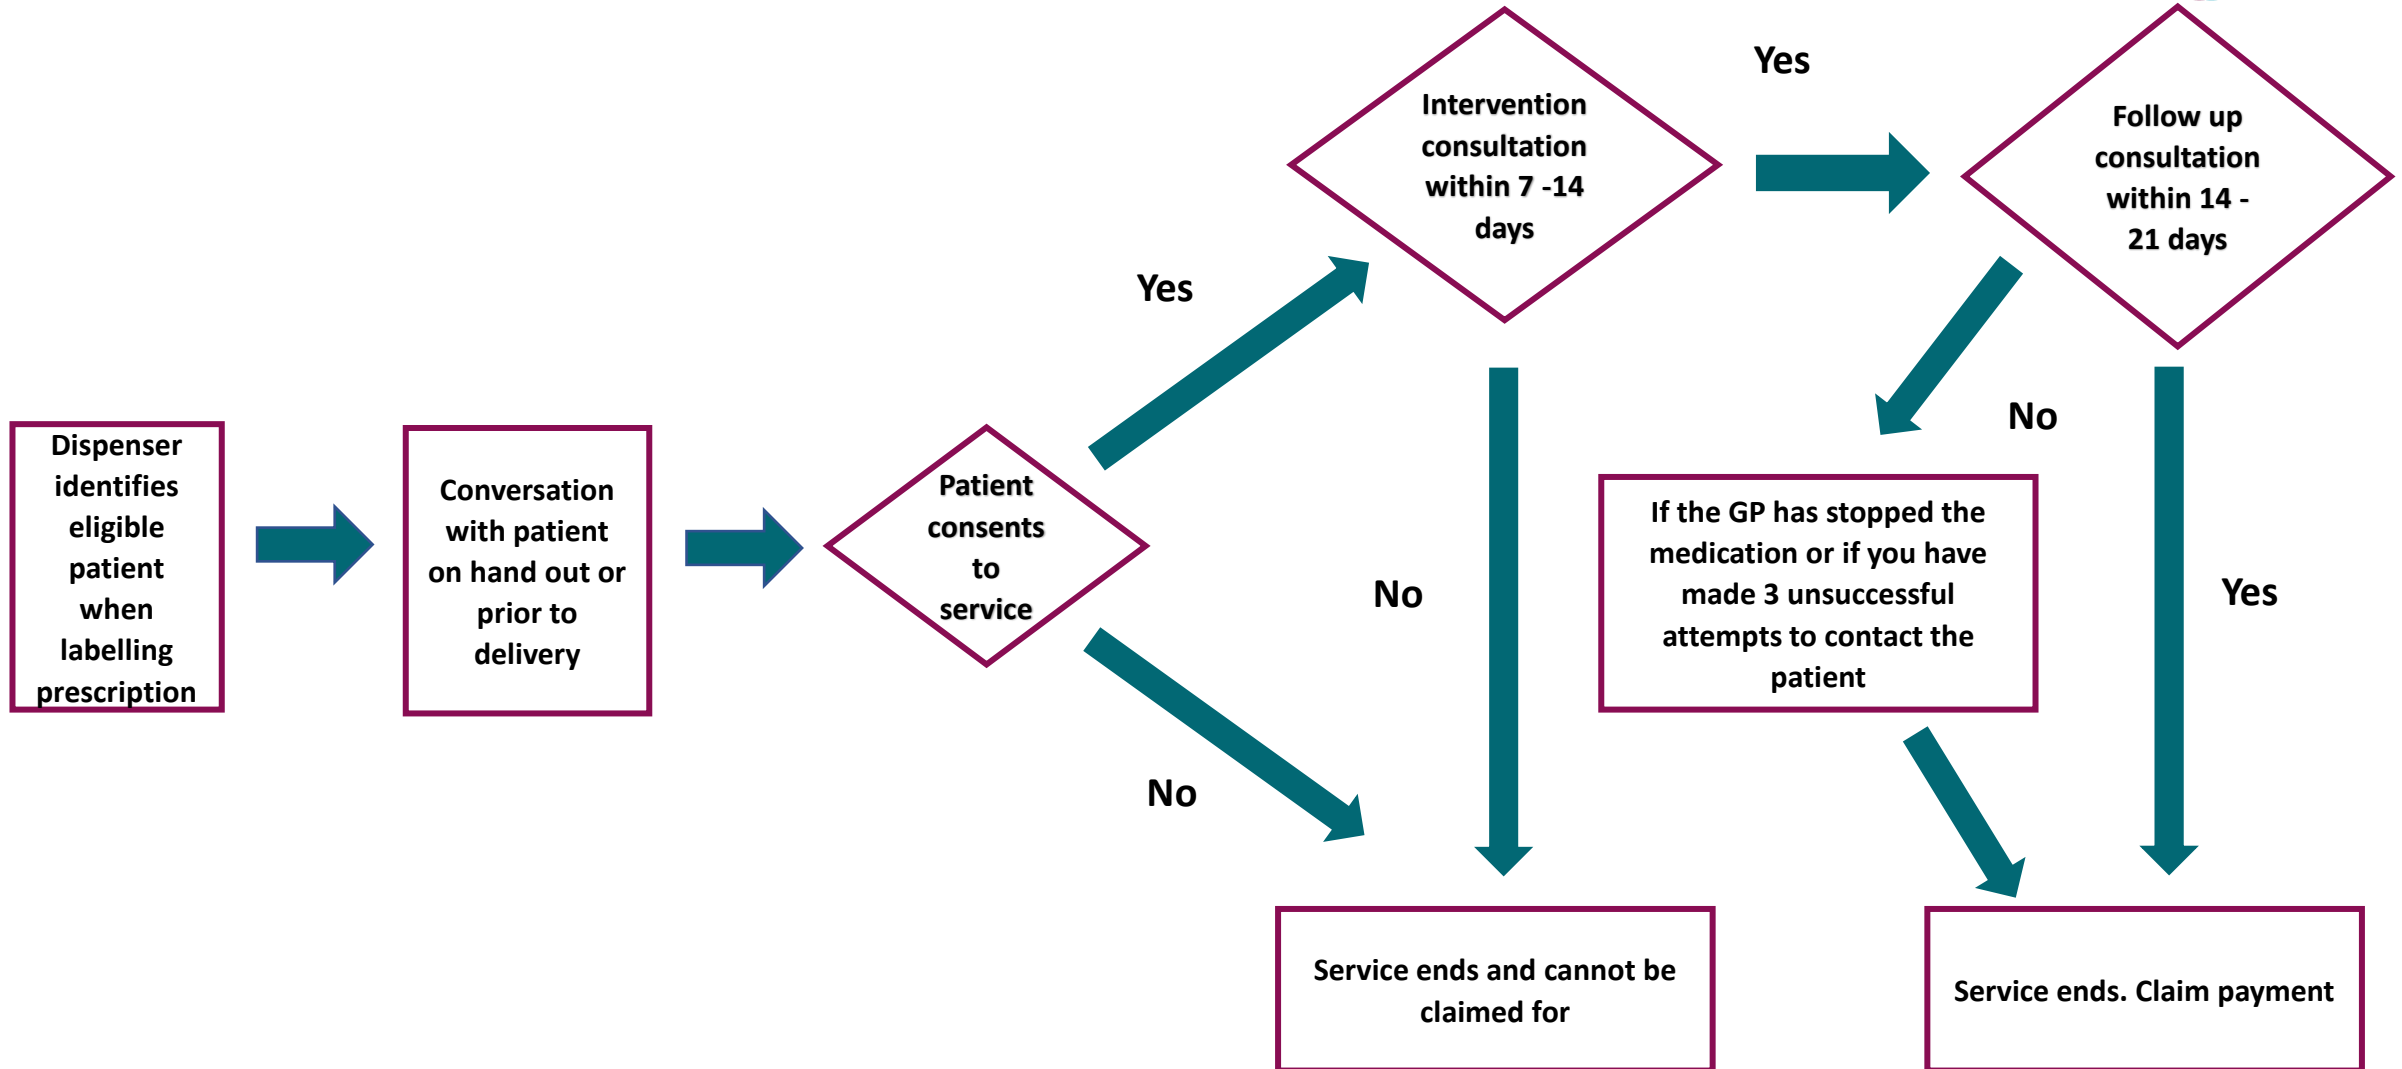 Dispenser
identifies
eligible
patient
when
labelling
prescription
Conversation
with patient
on hand out or
prior to
delivery
Patient
consents
to
service
Yes
No
Intervention
consultation
within 7 -14
days
Yes
No
Follow up
consultation
within 14 -
21 days
No
Yes
If the GP has stopped the
medication or if you have
made 3 unsuccessful
attempts to contact the
patient
Service ends and cannot be
claimed for
Service ends. Claim payment